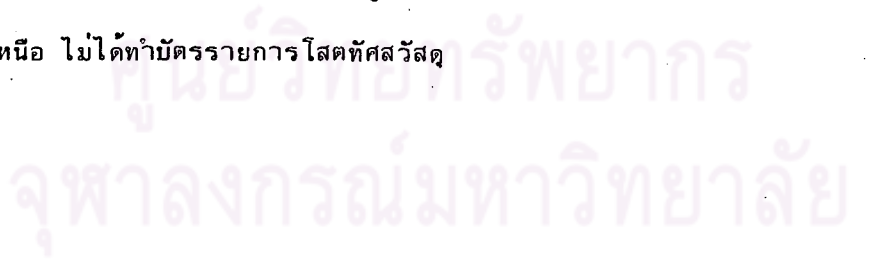 หนือ ไม่ได้ทำบัตรรายการโสตทัศสวัสดุ
ศูนย์วิทยทรัพยากร
จุฬาลงกรณ์มหาวิทยาลัย